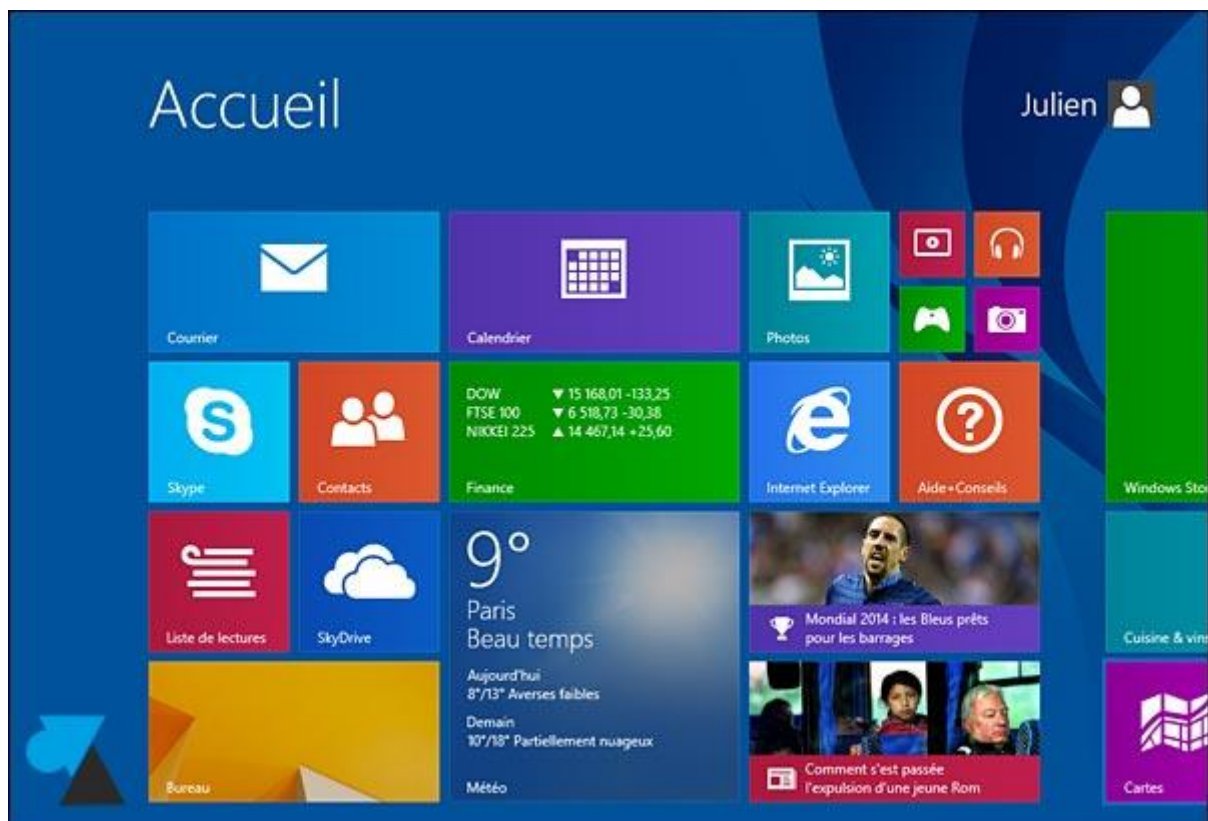 Accueil
Julien
Courrier
Calendrier
Photos
Skype
Contacts
DOW ▼ 15 168,01 -133,25
FTSE 100 ▼ 6 518,73 -30,38
NIKKEI 225 ▲ 14 467,14 +25,60
Finance
Internet Explorer
Aide+Conseils
Windows Sto
Liste de lectures
SkyDrive
9°
Paris
Beau temps
Aujourd'hui
8°/13° Averses faibles
Demain
10°/18° Partiellement nuageux
Météo
Mondial 2014 : les Bleus prêts
pour les barrages
Cuisine & vins
Bureau
Comment s'est passée
l'expulsion d'une jeune Rom
Cartes